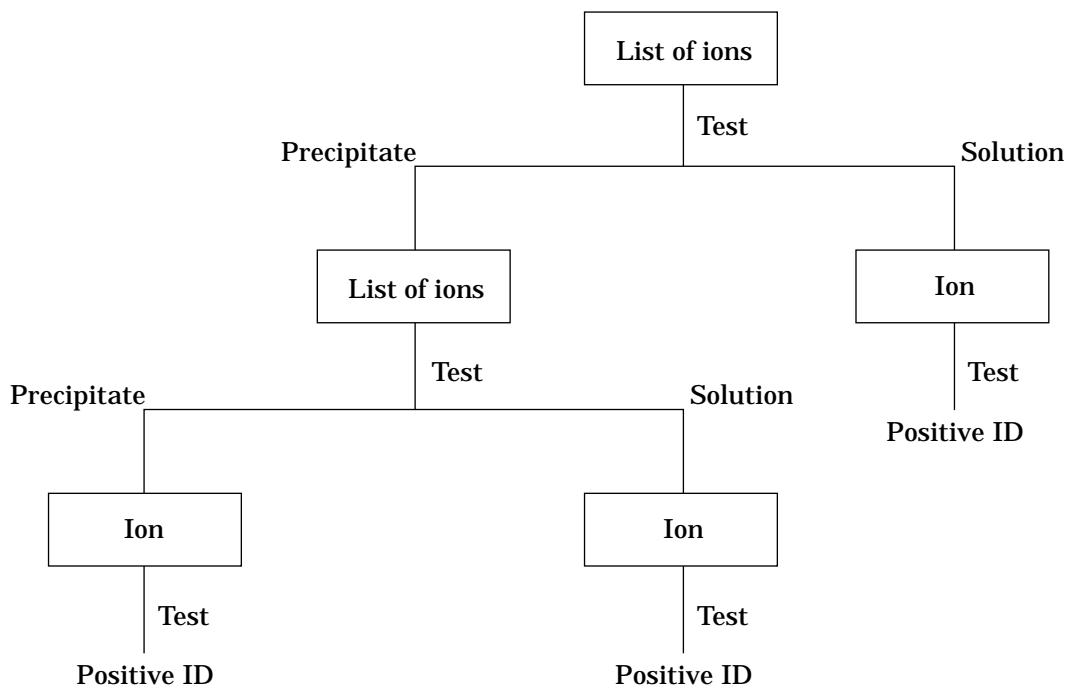 List of ions
Test
Precipitate
Solution
List of ions
Ion
Test
Test
Precipitate
Solution
Positive ID
Ion
Ion
Test
Test
Positive ID
Positive ID